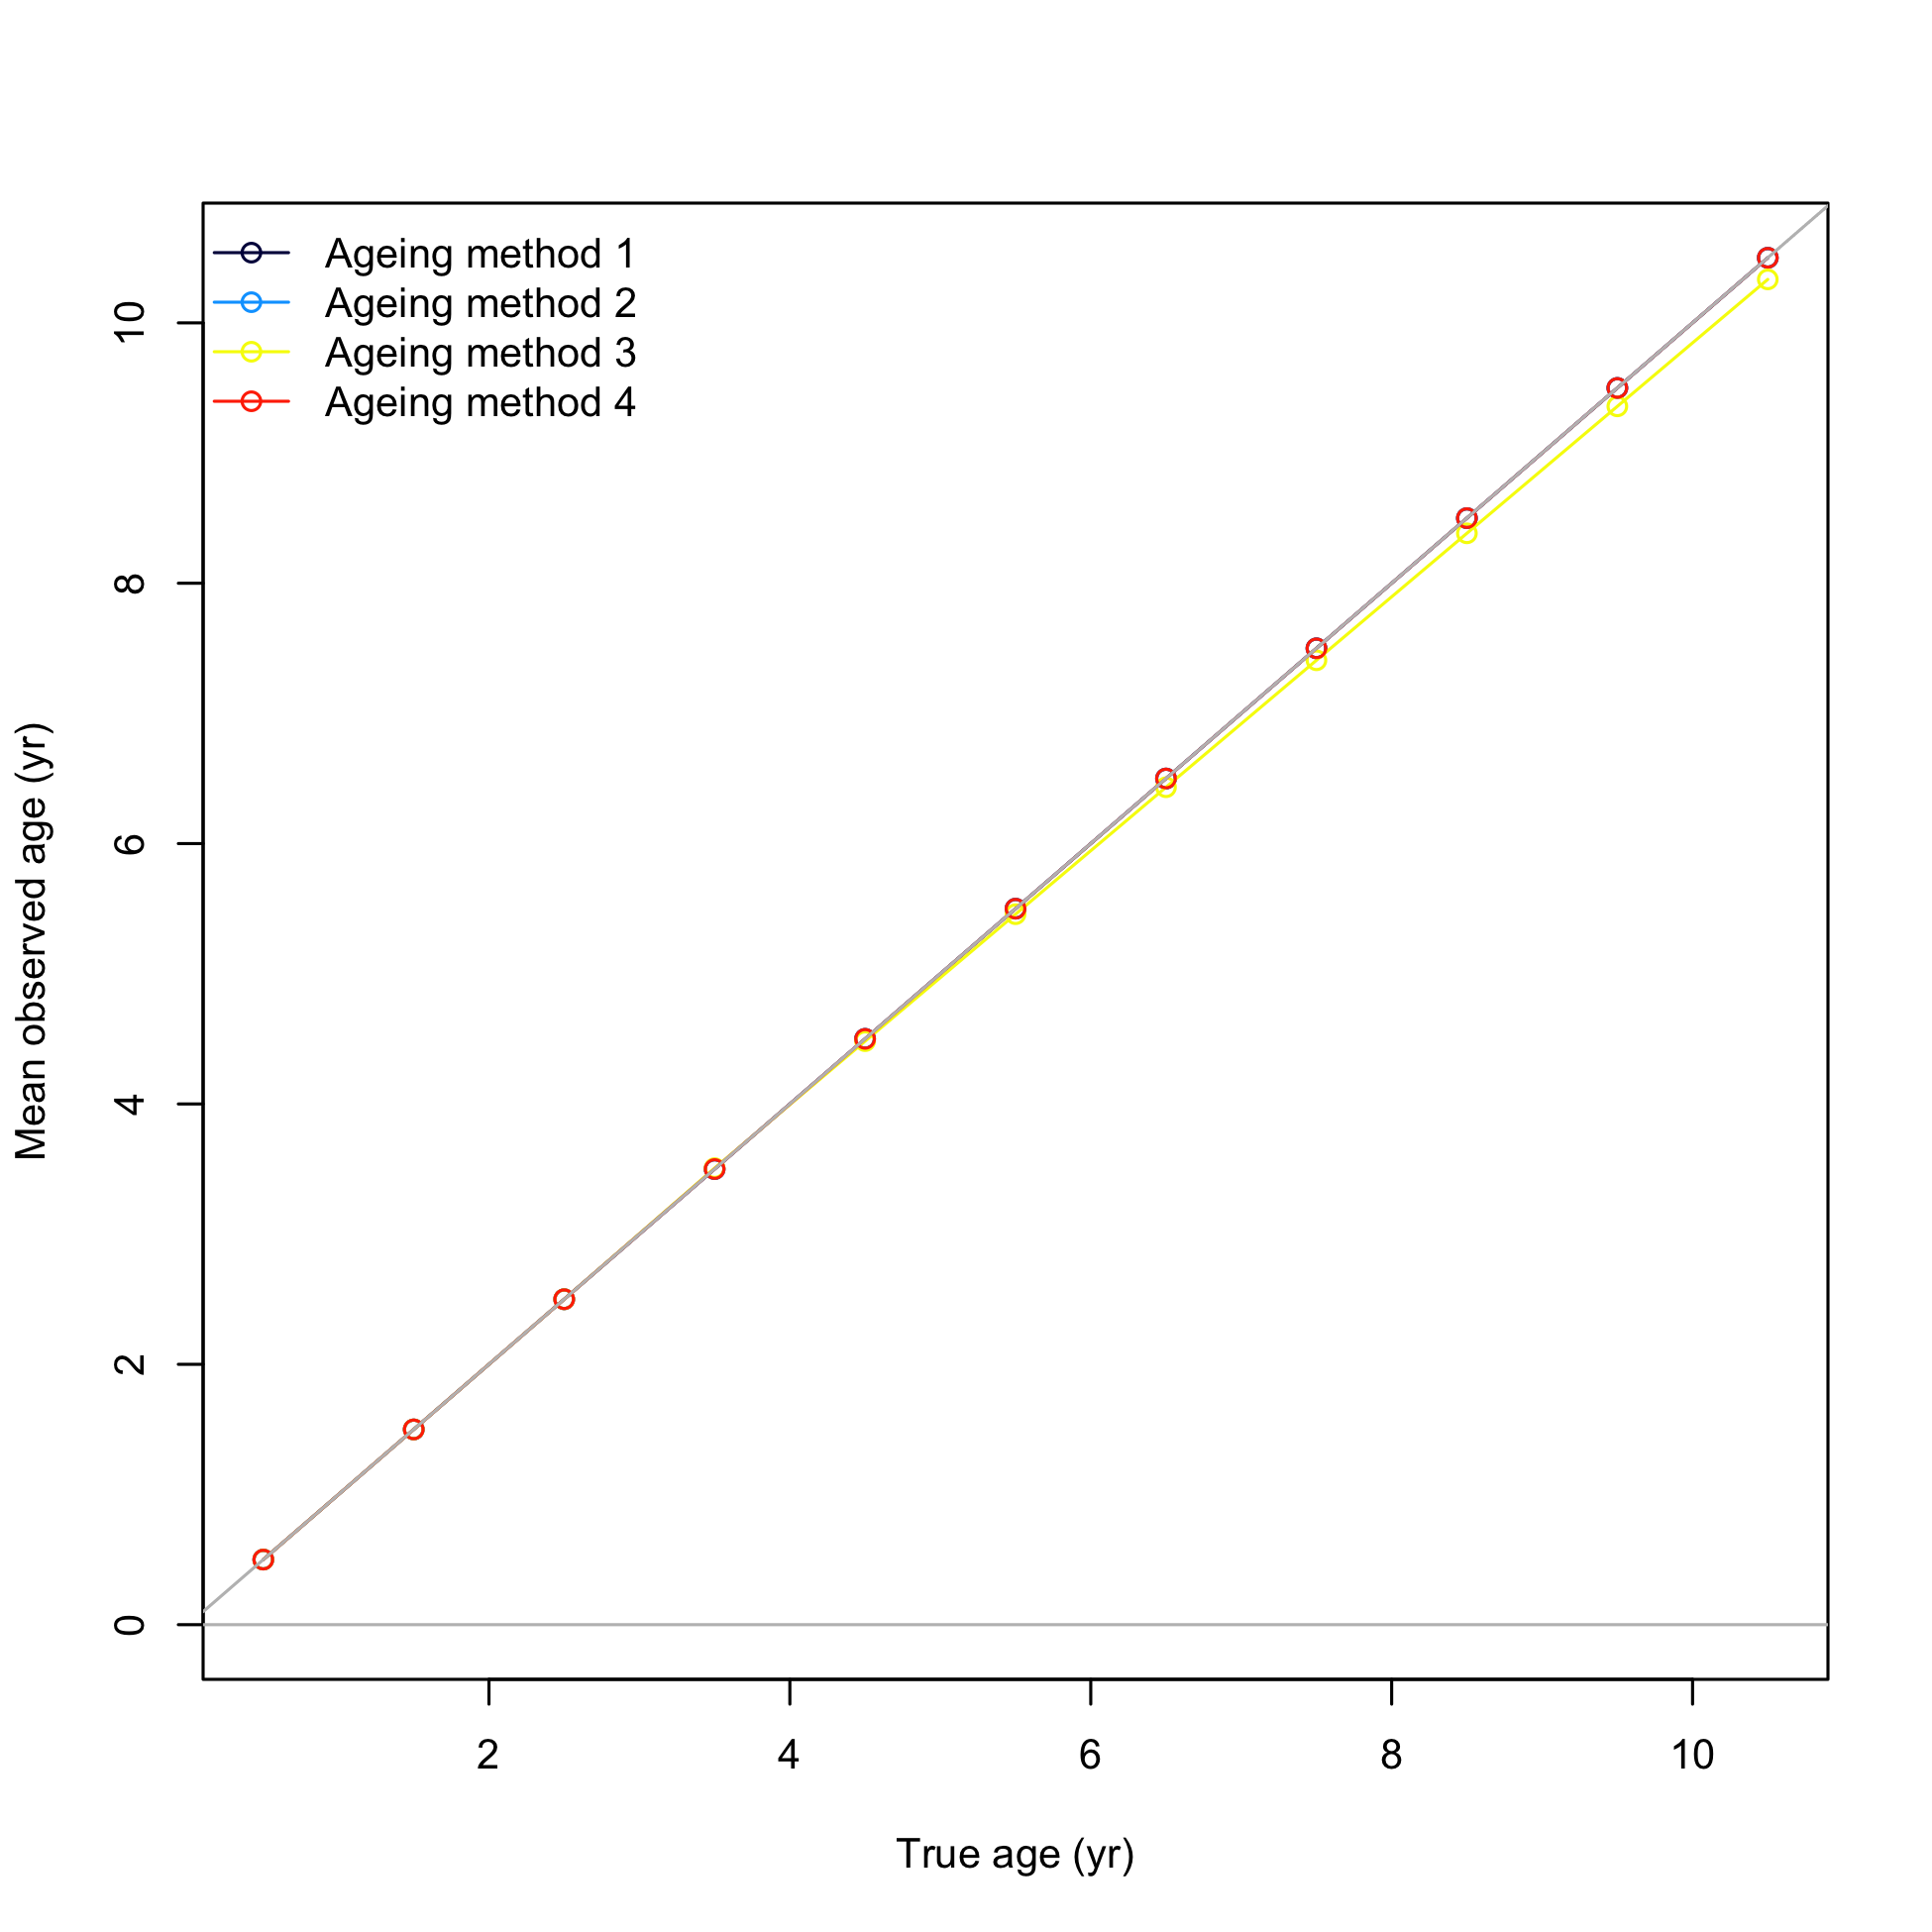 Ageing method 1
Ageing method 2
Ageing method 3
Ageing method 4
Mean observed age (yr)
10
8
6
4
2
0
2 4 6 8 10
True age (yr)